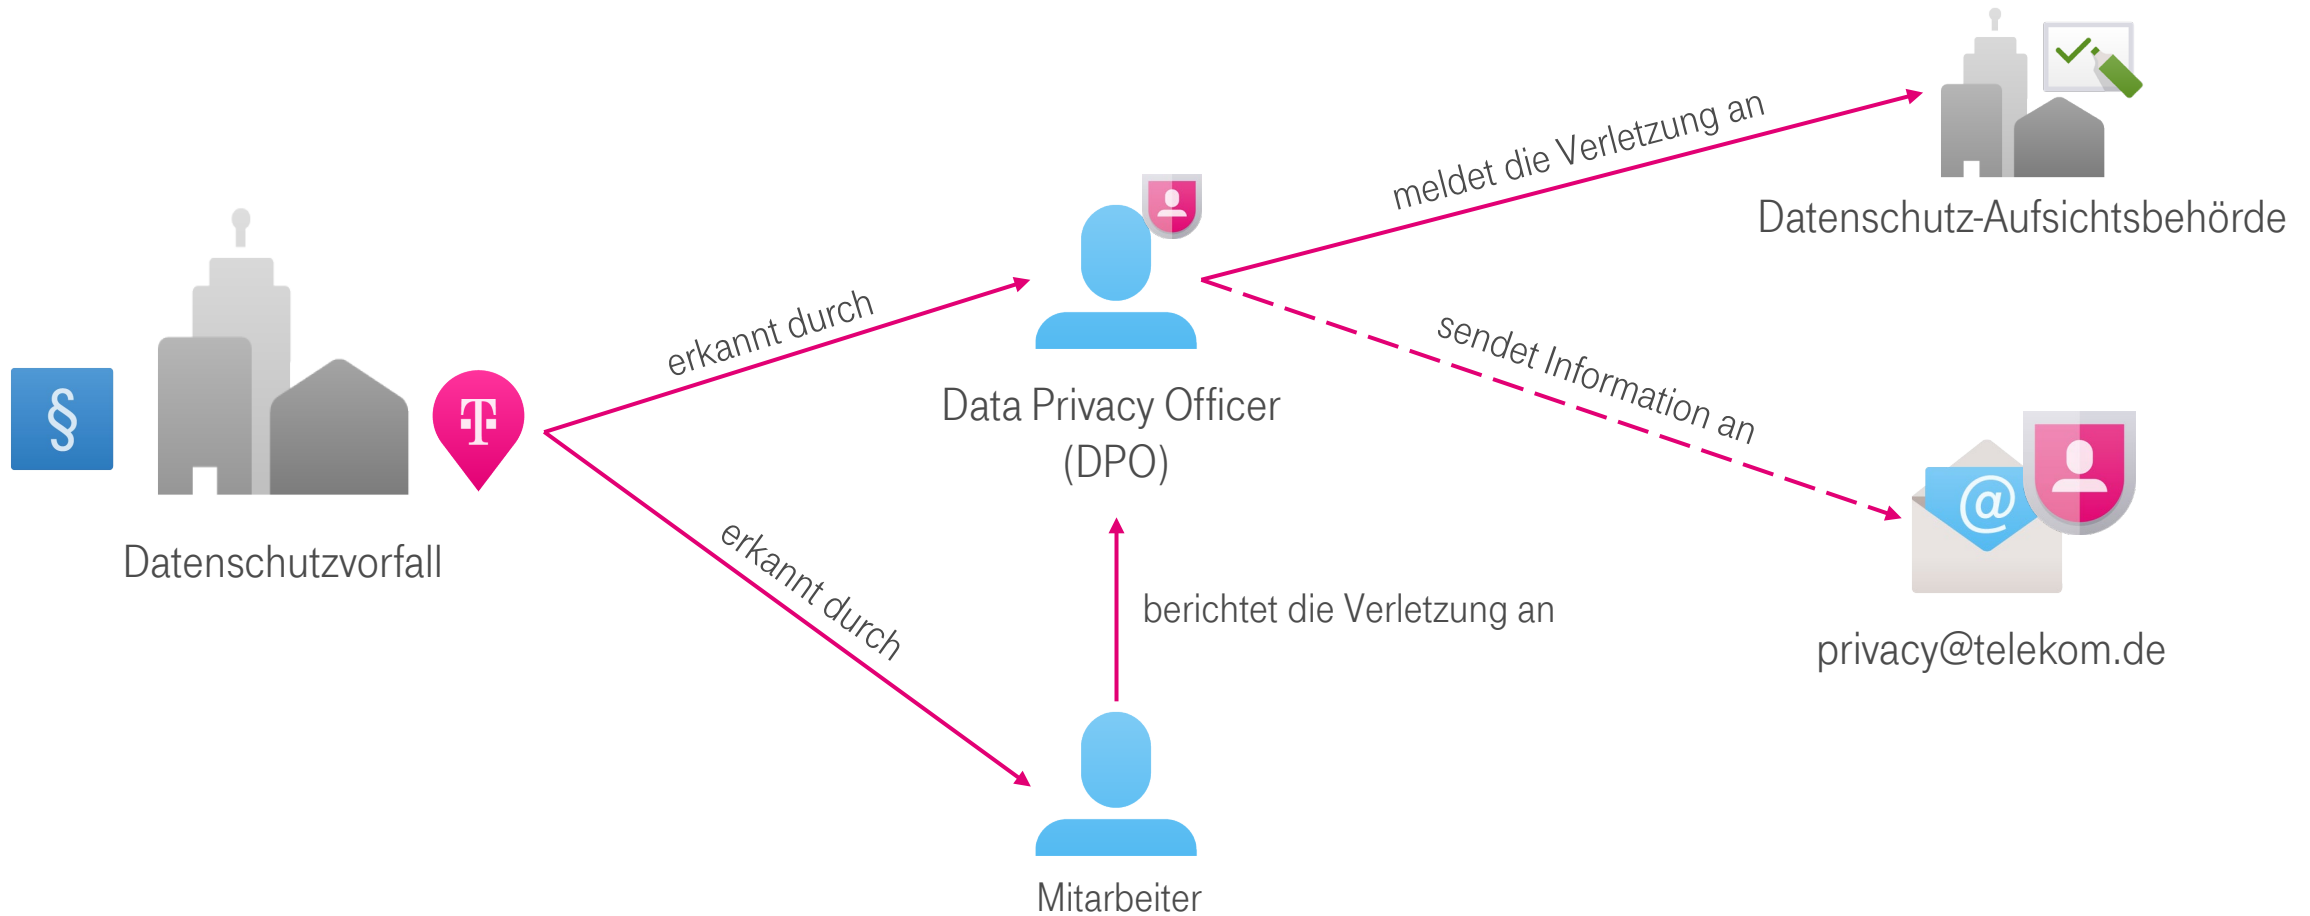 §
Datenschutzvorfall
T
erkannt durch
erkannt durch
Data Privacy Officer
(DPO)
berichtet die Verletzung an
Mitarbeiter
meldet die Verletzung an
Datenschutz-Aufsichtsbehörde
sendet Information an
@
privacy@telekom.de